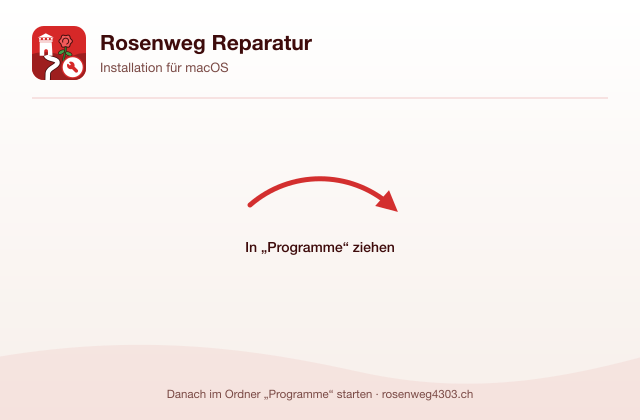 Rosenweg Reparatur
Installation für macOS
In „Programme“ ziehen
Danach im Ordner „Programme“ starten · rosenweg4303.ch